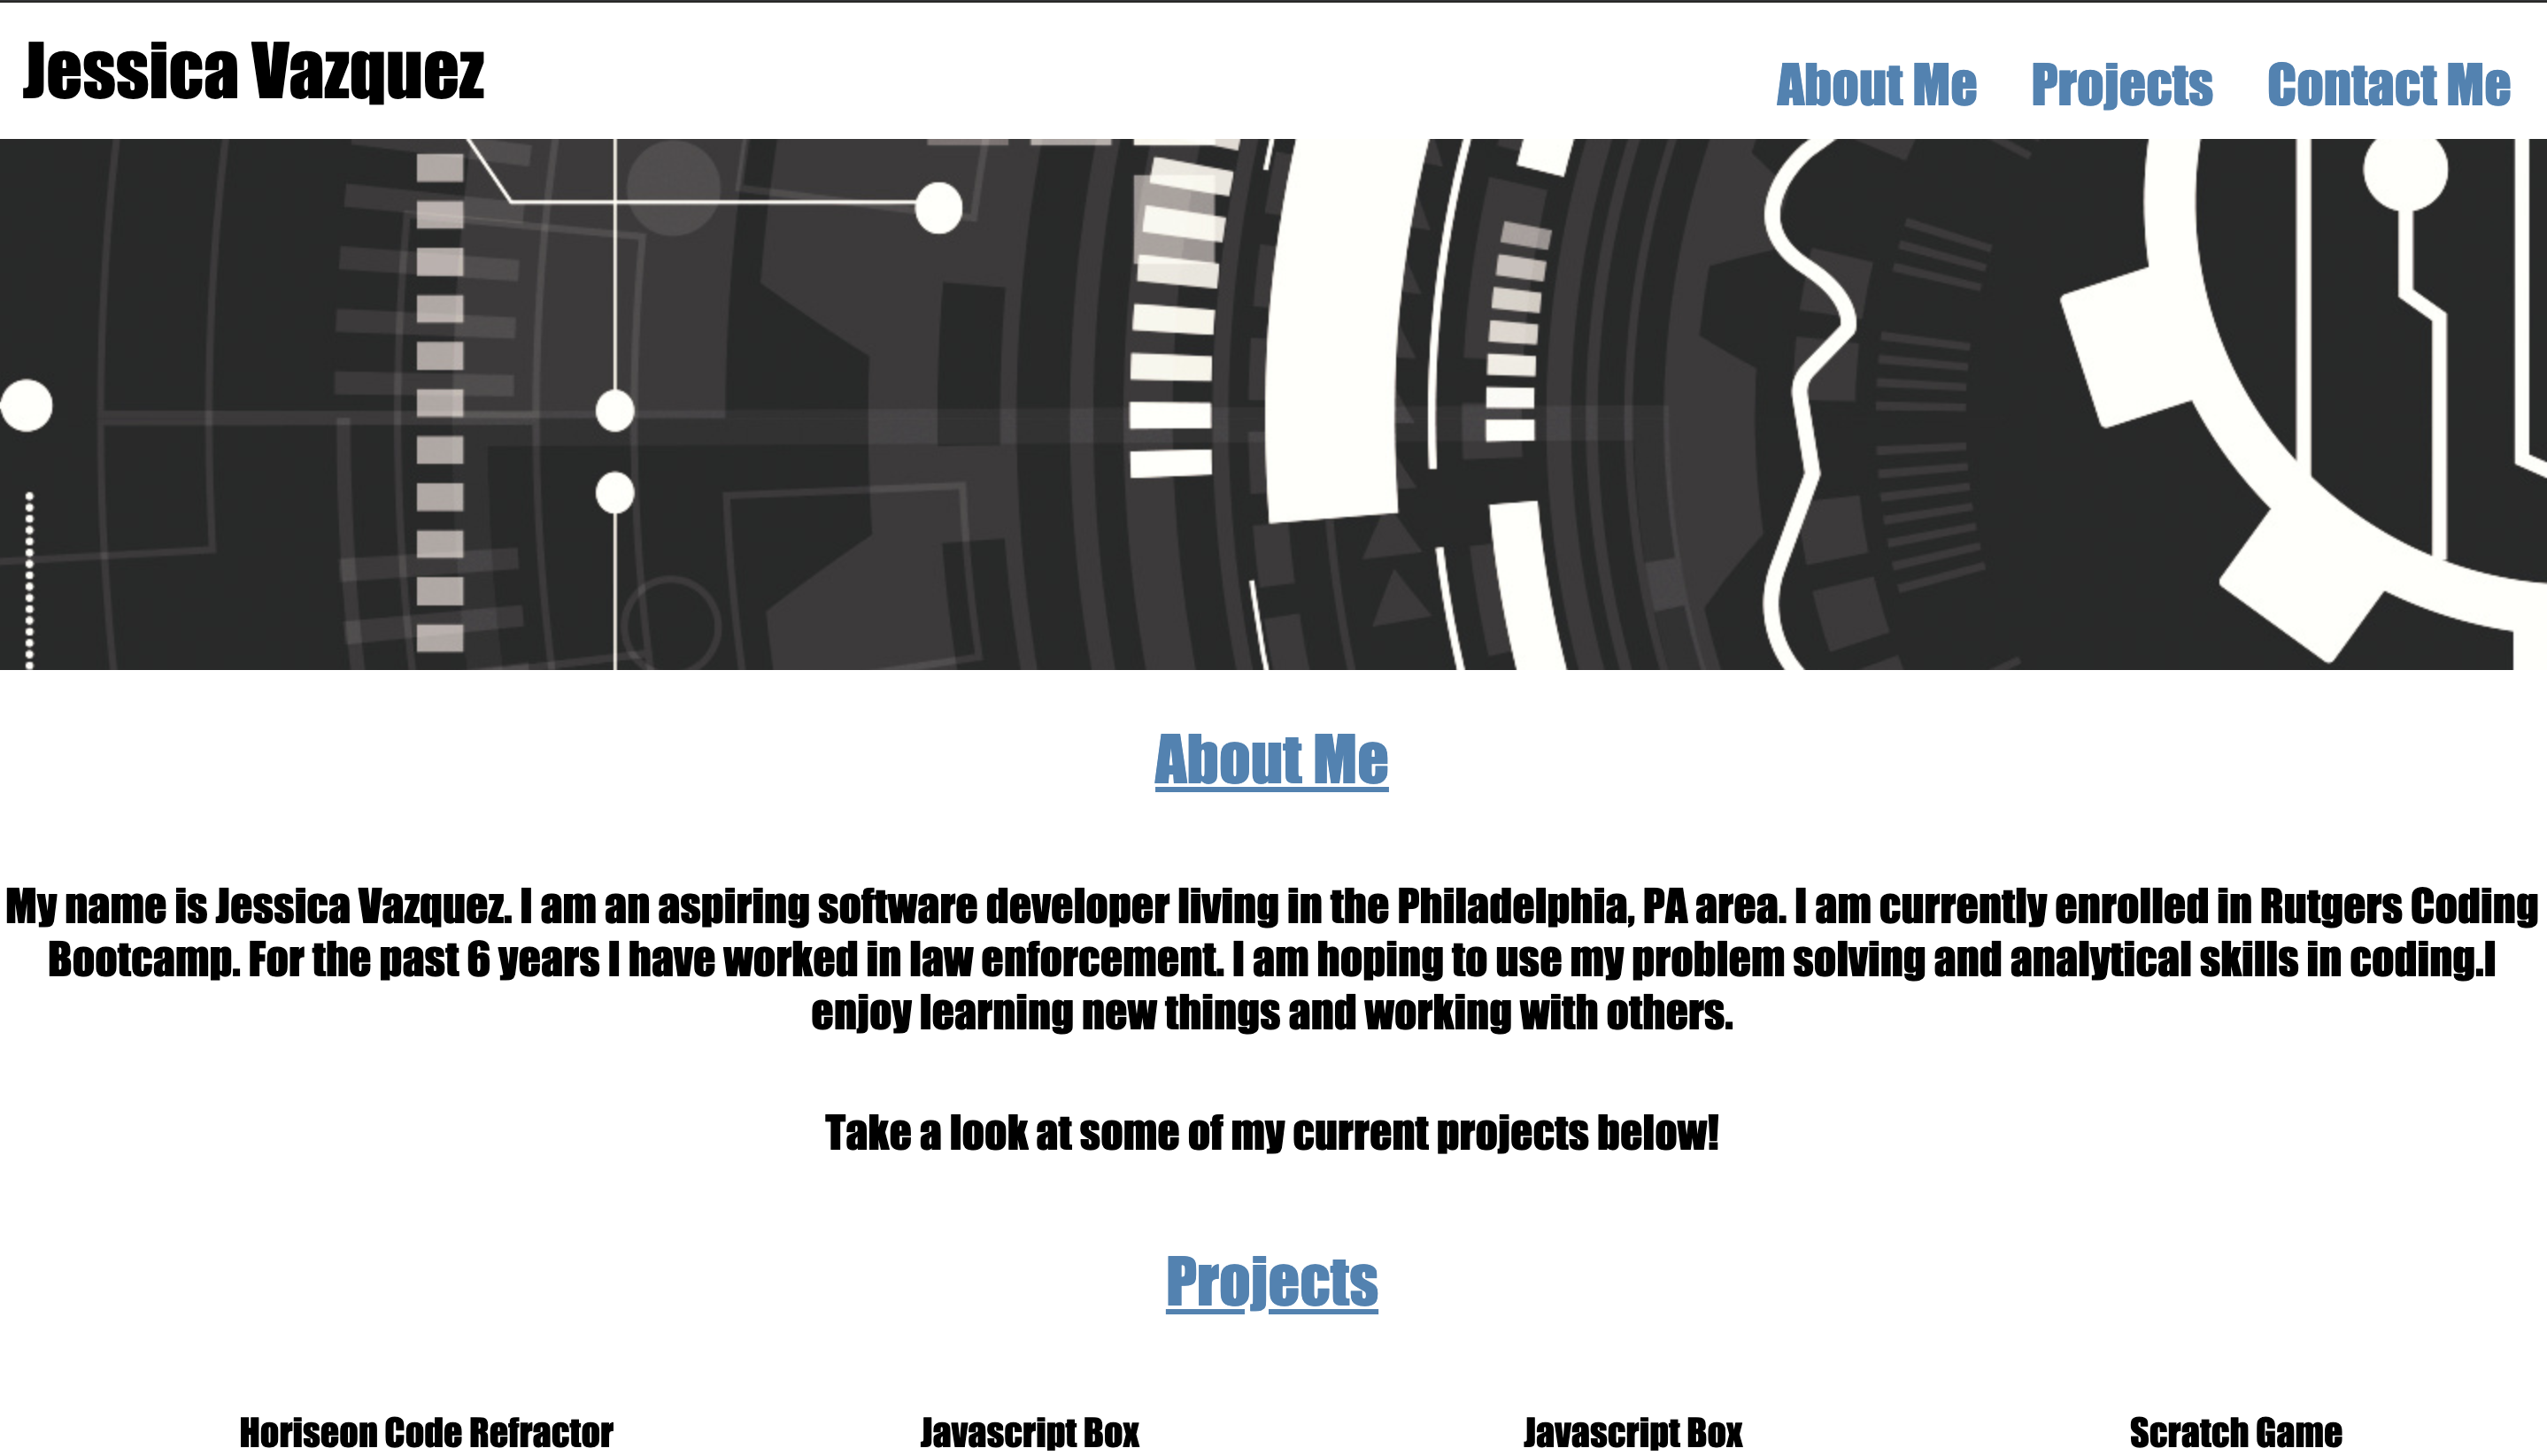 Jessica Vazquez
About Me Projects Contact Me
About Me
My name is Jessica Vazquez. I am an aspiring software developer living in the Philadelphia, PA area. I am currently enrolled in Rutgers Coding
Bootcamp. For the past 6 years I have worked in law enforcement. I am hoping to use my problem solving and analytical skills in coding.I
enjoy learning new things and working with others.
Take a look at some of my current projects below!
Projects
Horiseon Code Refractor Javascript Box Javascript Box Scratch Game